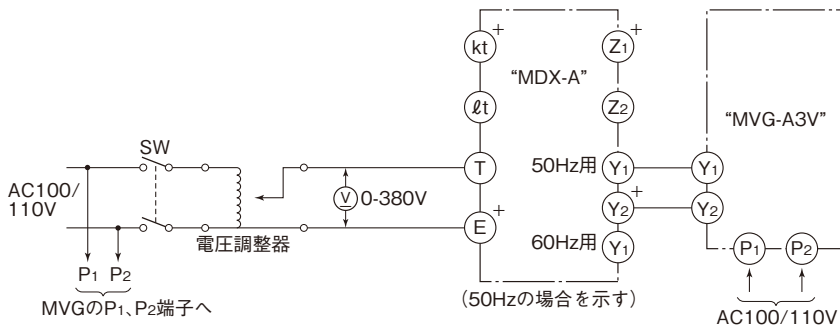 kt
+
Z1
+
"MDX-A"
ℓt
Z2
"MVG-A3V"
SW
T
50Hz用
Y1
Y1
AC100/
110V
V
0-380V
E
+
Y2
+
Y2
電圧調整器
60Hz用
Y1
P1
P2
P1
P2
(50Hzの場合を示す)
MVGのP1、P2端子へ
AC100/110V